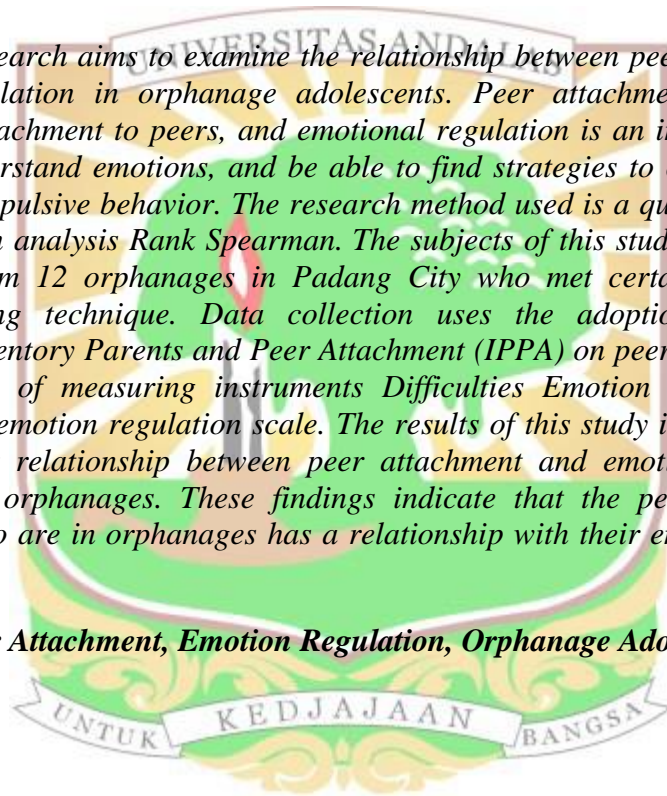 UNIVERSITAS ANDALAS
earch aims to examine the relationship between pee
lation in orphanage adolescents. Peer attachme
achment to peers, and emotional regulation is an i
erstand emotions, and be able to find strategies to
pulsive behavior. The research method used is a qu
n analysis Rank Spearman. The subjects of this stud
m 12 orphanages in Padang City who met certa
ng technique. Data collection uses the adoptio
entory Parents and Peer Attachment (IPPA) on peer
of measuring instruments Difficulties Emotion
emotion regulation scale. The results of this study i
relationship between peer attachment and emoti
orphanages. These findings indicate that the pe
o are in orphanages has a relationship with their e
Attachment, Emotion Regulation, Orphanage Ado
UNTUK KEDJAJAAN BANGSA